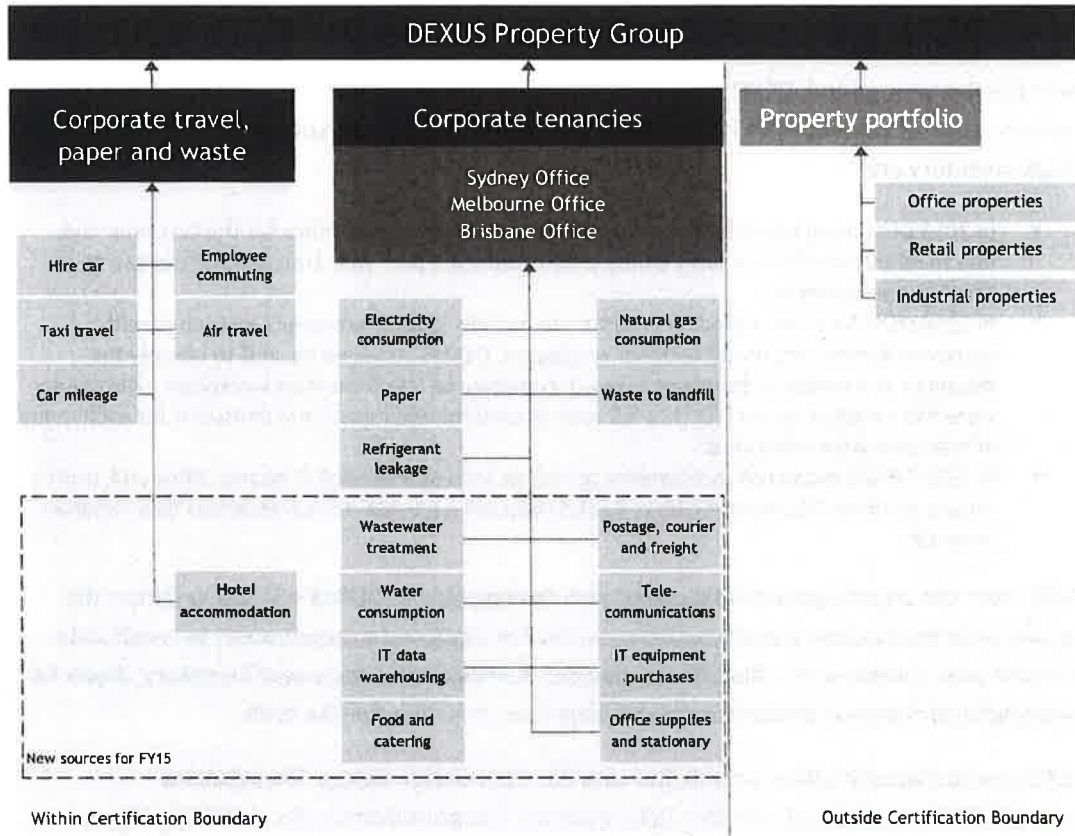 DEXUS Property Group
Corporate travel,
paper and waste
Corporate tenancies
Sydney Office
Melbourne Office
Brisbane Office
Property portfolio
Office properties
Retail properties
Industrial properties
Hire car
Employee
commuting
Taxi travel
Air travel
Car mileage
Electricity
consumption
Natural gas
consumption
Paper
Waste to landfill
Refrigerant
leakage
Hotel
accommodation
Wastewater
treatment
Postage, courier
and freight
Water
consumption
Tele-
communications
IT data
warehousing
IT equipment
purchases
Food and
catering
Office supplies
and stationary
New sources for FY15
Within Certification Boundary
Outside Certification Boundary